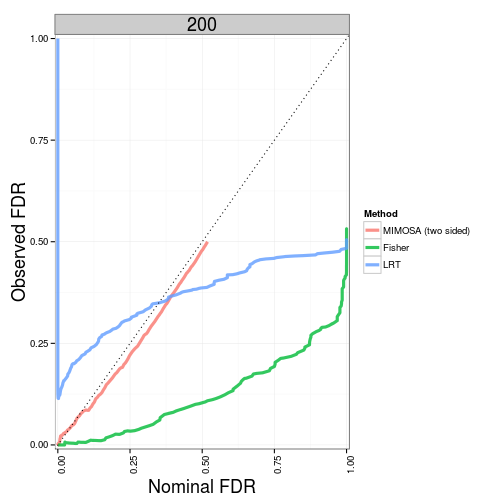 200
1.00
0.75
0.50
0.25
0.00
Observed FDR
0.00
0.25
0.50
0.75
1.00
Nominal FDR
Method
MIMOSA (two sided)
Fisher
LRT